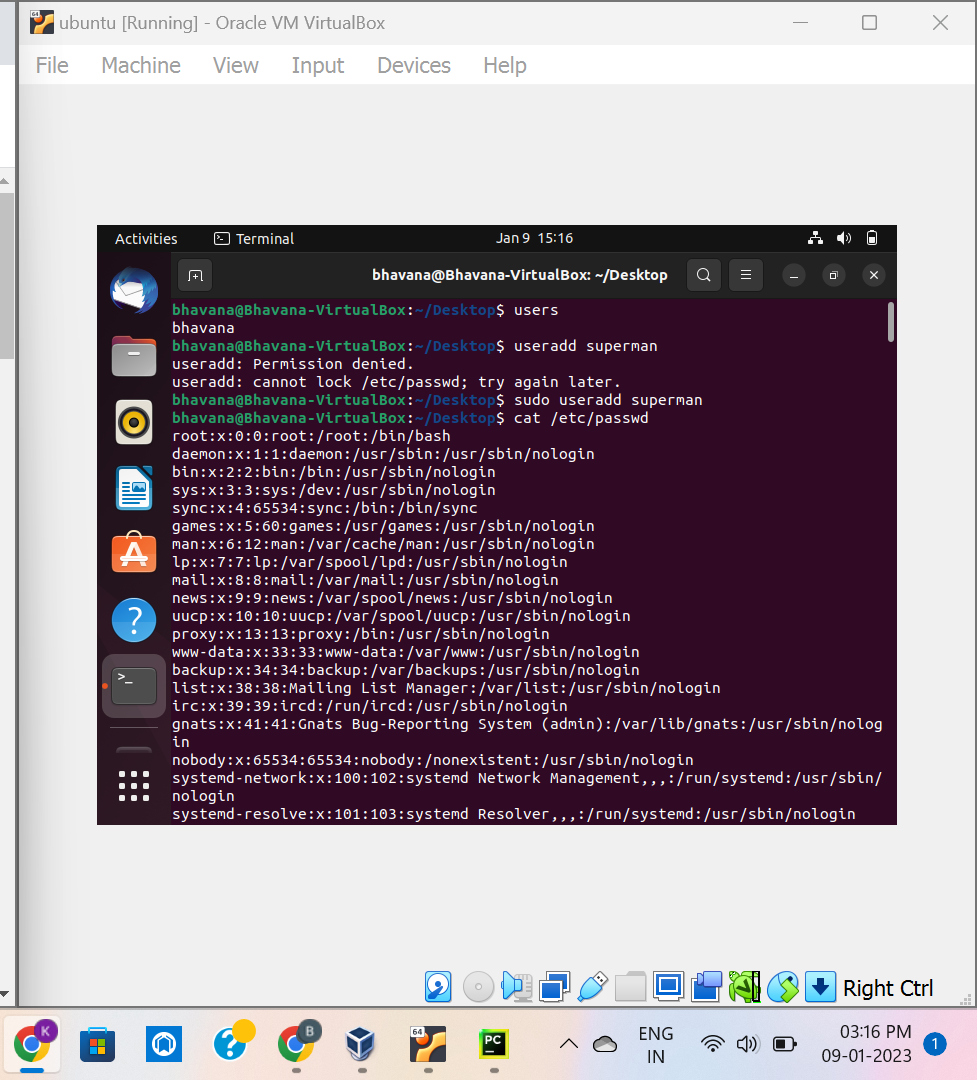 64
ubuntu [Running] - Oracle VM VirtualBox
File Machine View Input Devices Help
Activities Terminal Jan 9 15:16
bhavana@Bhavana-VirtualBox: ~/Desktop
bhavana@Bhavana-VirtualBox:~/Desktop$ users
bhavana
bhavana@Bhavana-VirtualBox:~/Desktop$ useradd superman
useradd: Permission denied.
useradd: cannot lock /etc/passwd; try again later.
bhavana@Bhavana-VirtualBox:~/Desktop$ sudo useradd superman
bhavana@Bhavana-VirtualBox:~/Desktop$ cat /etc/passwd
root:x:0:0:root:/root:/bin/bash
daemon:x:1:1:daemon:/usr/sbin:/usr/sbin/nologin
bin:x:2:2:bin:/bin:/usr/sbin/nologin
sys:x:3:3:sys:/dev:/usr/sbin/nologin
sync:x:4:65534:sync:/bin:/bin/sync
games:x:5:60:games:/usr/games:/usr/sbin/nologin
man:x:6:12:man:/var/cache/man:/usr/sbin/nologin
lp:x:7:7:lp:/var/spool/lpd:/usr/sbin/nologin
mail:x:8:8:mail:/var/mail:/usr/sbin/nologin
news:x:9:9:news:/var/spool/news:/usr/sbin/nologin
uucp:x:10:10:uucp:/var/spool/uucp:/usr/sbin/nologin
proxy:x:13:13:proxy:/bin:/usr/sbin/nologin
www-data:x:33:33:www-data:/var/www:/usr/sbin/nologin
backup:x:34:34:backup:/var/backups:/usr/sbin/nologin
list:x:38:38:Mailing List Manager:/var/list:/usr/sbin/nologin
irc:x:39:39:ircd:/run/ircd:/usr/sbin/nologin
gnats:x:41:41:Gnats Bug-Reporting System (admin):/var/lib/gnats:/usr/sbin/nolog
in
nobody:x:65534:65534:nobody:/nonexistent:/usr/sbin/nologin
systemd-network:x:100:102:systemd Network Management,,,:/run/systemd:/usr/sbin/
nologin
systemd-resolve:x:101:103:systemd Resolver,,,:/run/systemd:/usr/sbin/nologin
Right Ctrl
K
B
64
PC
ENG
IN
03:16 PM
09-01-2023
1